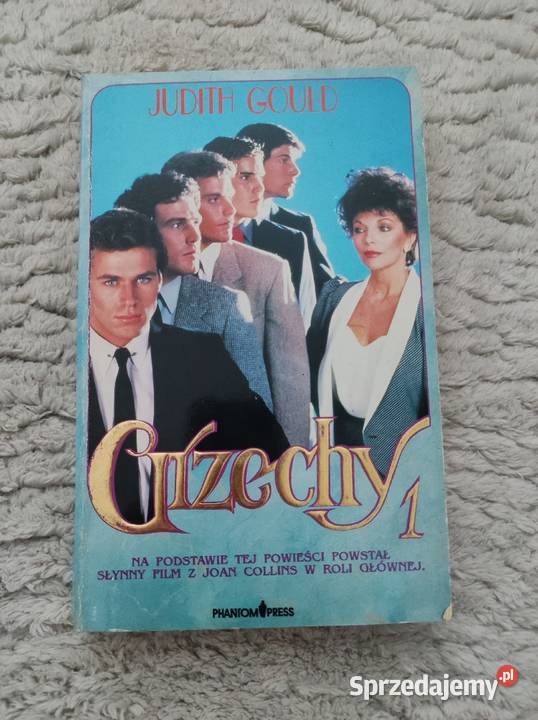 JUDITH GOULD
Grzechy 1
NA PODSTAWIE TEJ POWIEŚCI POWSTAŁ
SŁYNNY FILM Z JOAN COLLINS W ROLI GŁÓWNEJ.
PHANTOM PRESS
Sprzedajemy.pl